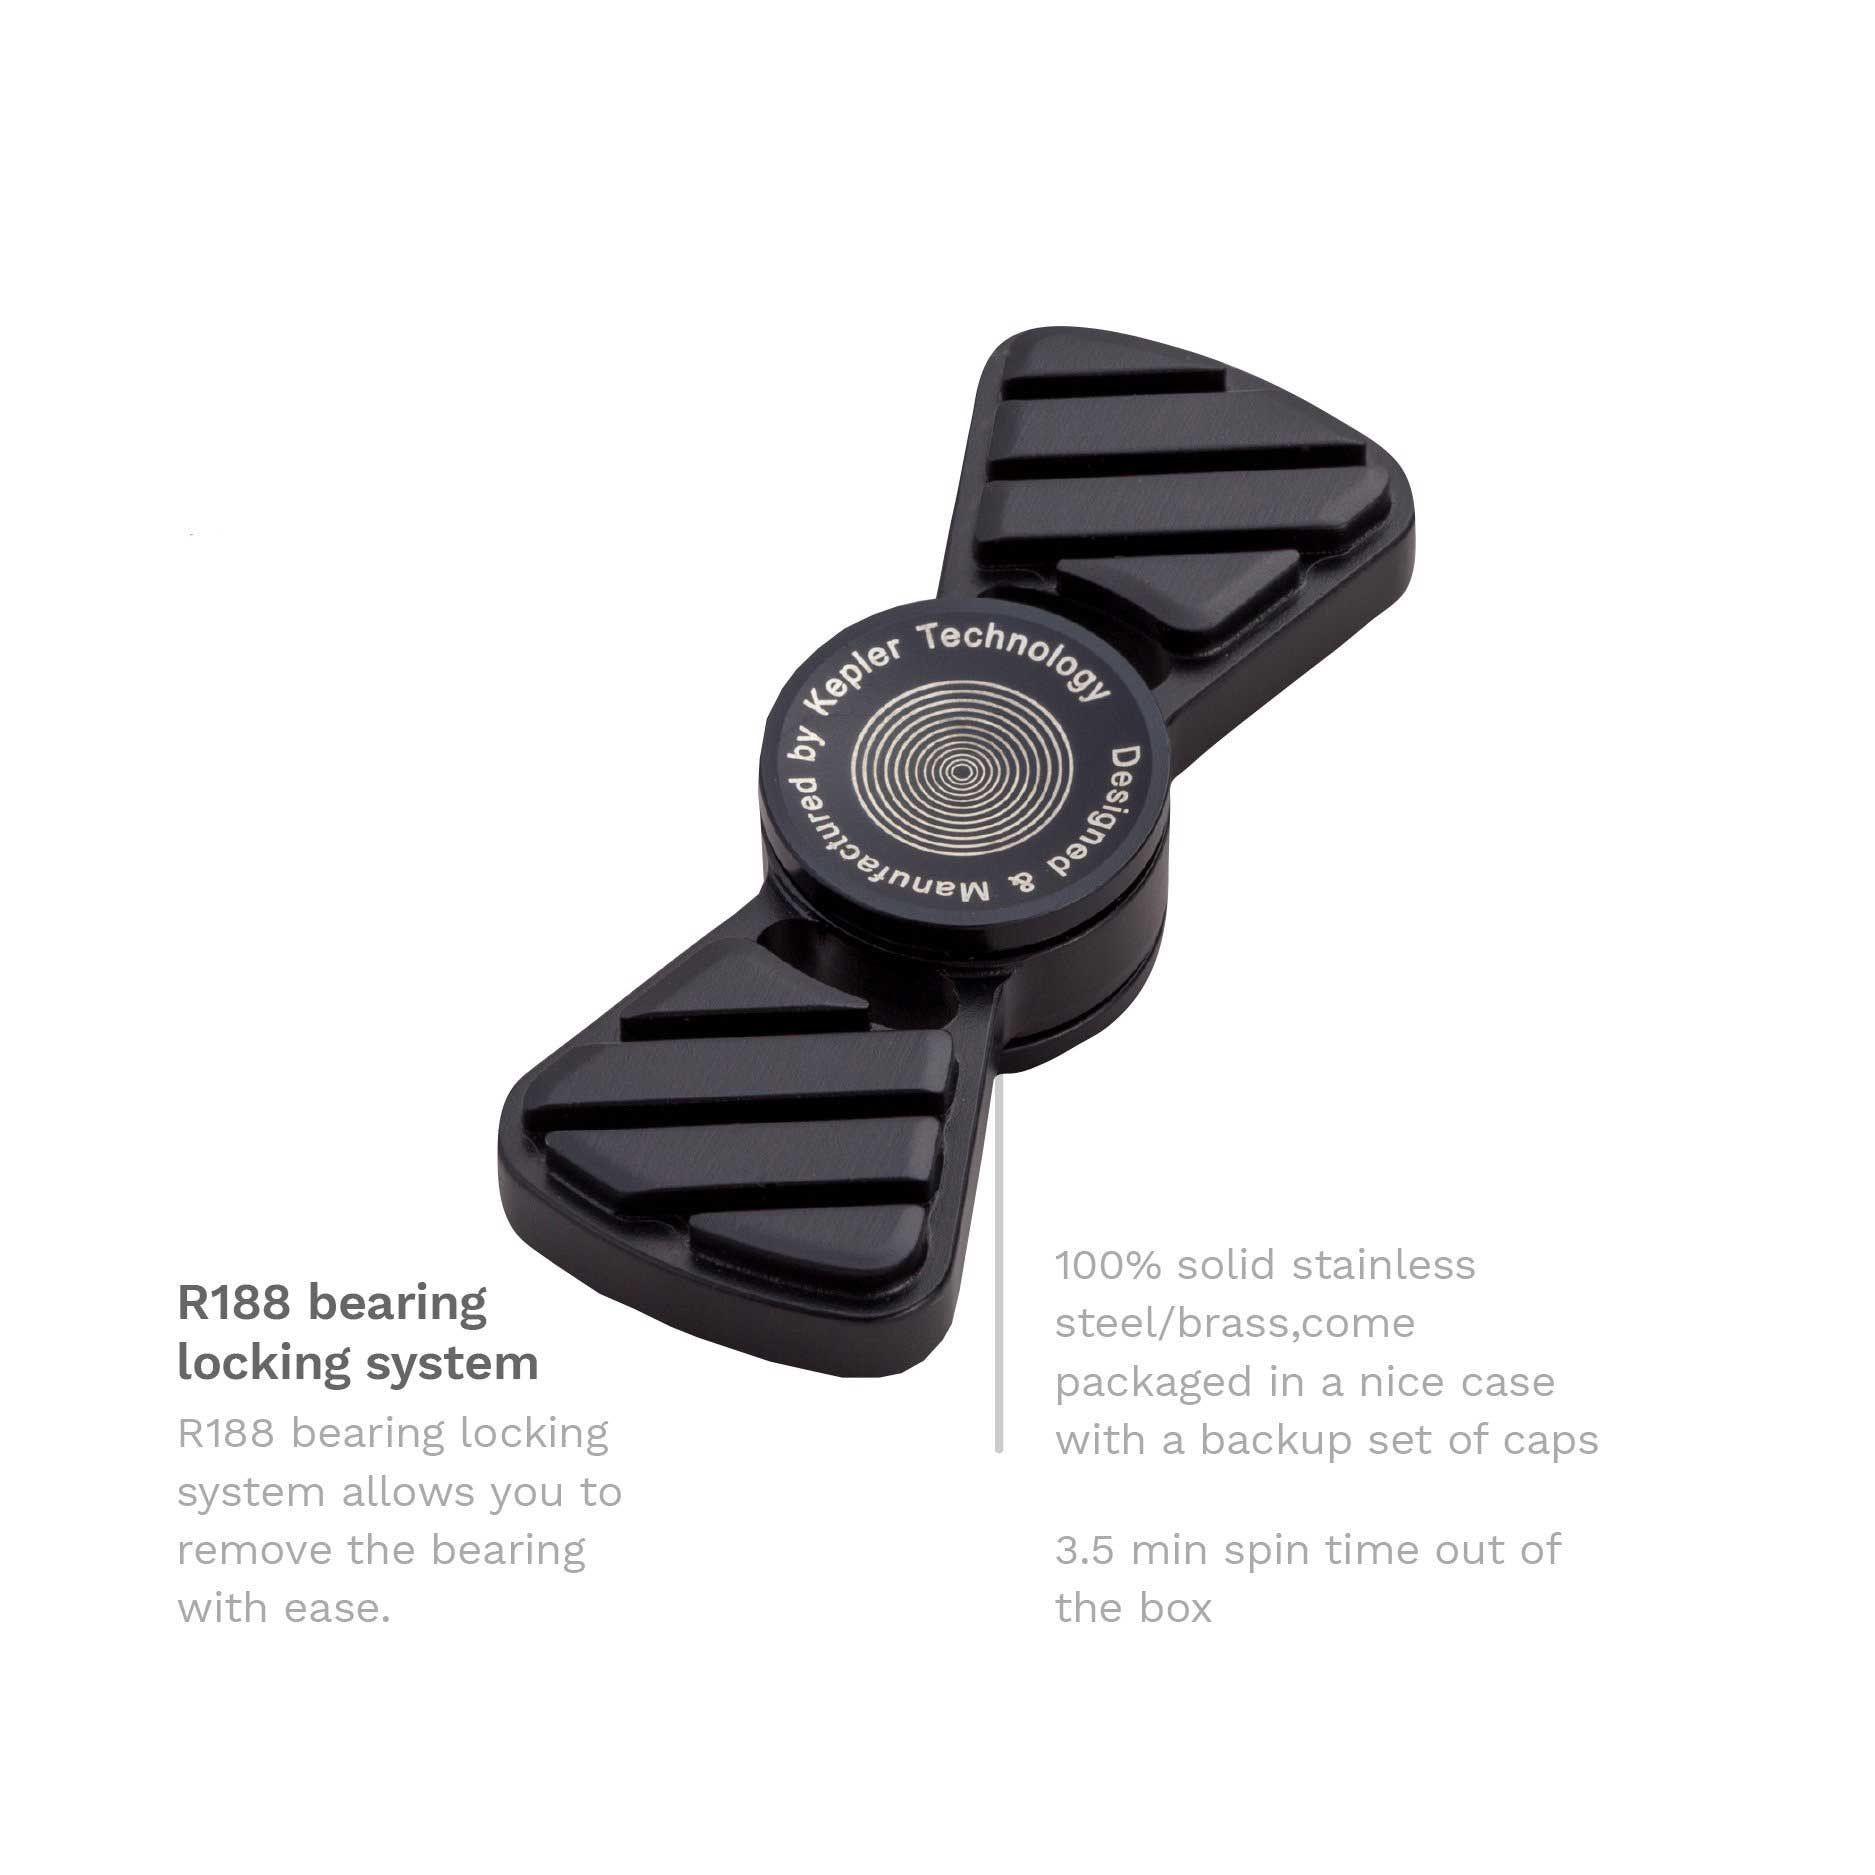 Designed & Manufactured by Kepler Technology
R188 bearing
locking system
R188 bearing locking
system allows you to
remove the bearing
with ease.
100% solid stainless
steel/brass,come
packaged in a nice case
with a backup set of caps
3.5 min spin time out of
the box